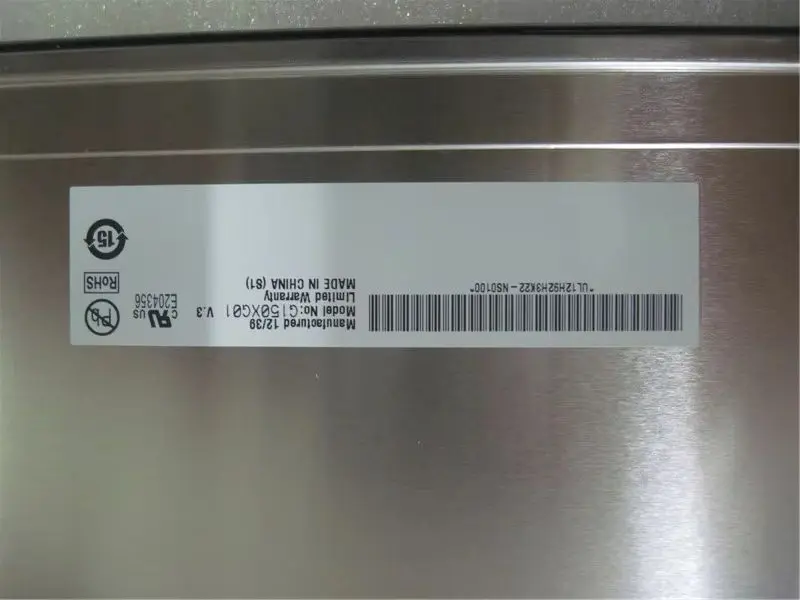 *UL12H92H3K22-NS0100*
Manufactured 12/39
Model No:G150XG01 V.3
Limited Warranty
MADE IN CHINA (S1)
c RU US
E204356
Pb
RoHS
15